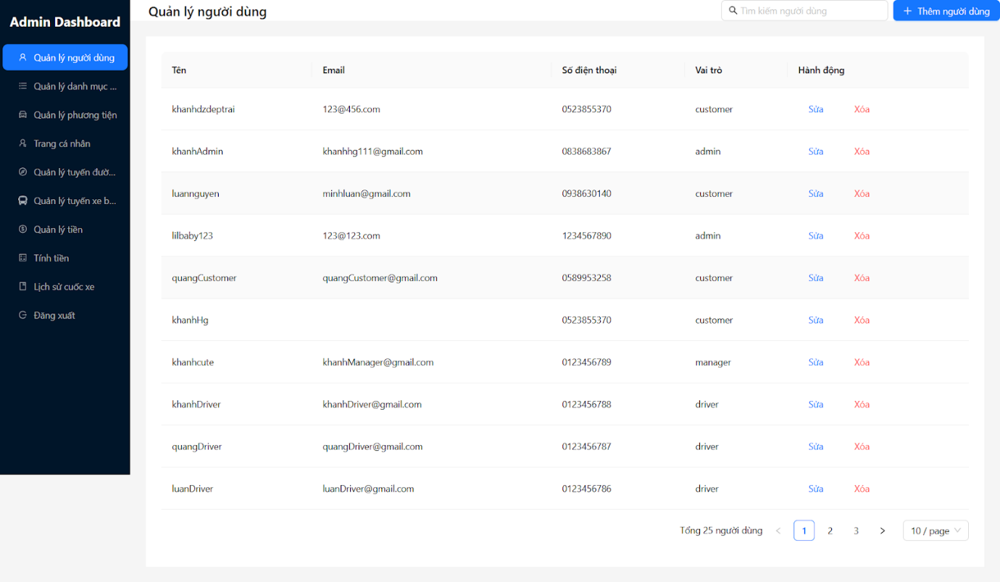 Admin Dashboard
Quản lý người dùng
Quản lý danh mục ...
Quản lý phương tiện
Trang cá nhân
Quản lý tuyến đườ...
Quản lý tuyến xe b...
Quản lý tiền
Tính tiền
Lịch sử cuốc xe
Đăng xuất
Quản lý người dùng
Tìm kiếm người dùng
+ Thêm người dùng
Tên Email Số điện thoại Vai trò Hành động
khanhdzdeptrai 123@456.com 0523855370 customer Sửa Xóa
khanhAdmin khanhhg111@gmail.com 0838683867 admin Sửa Xóa
luannguyen minhluan@gmail.com 0938630140 customer Sửa Xóa
lilbaby123 123@123.com 1234567890 admin Sửa Xóa
quangCustomer quangCustomer@gmail.com 0589953258 customer Sửa Xóa
khanhHg 0523855370 customer Sửa Xóa
khanhcute khanhManager@gmail.com 0123456789 manager Sửa Xóa
khanhDriver khanhDriver@gmail.com 0123456788 driver Sửa Xóa
quangDriver quangDriver@gmail.com 0123456787 driver Sửa Xóa
luanDriver luanDriver@gmail.com 0123456786 driver Sửa Xóa
Tổng 25 người dùng < 1 2 3 > 10 / page